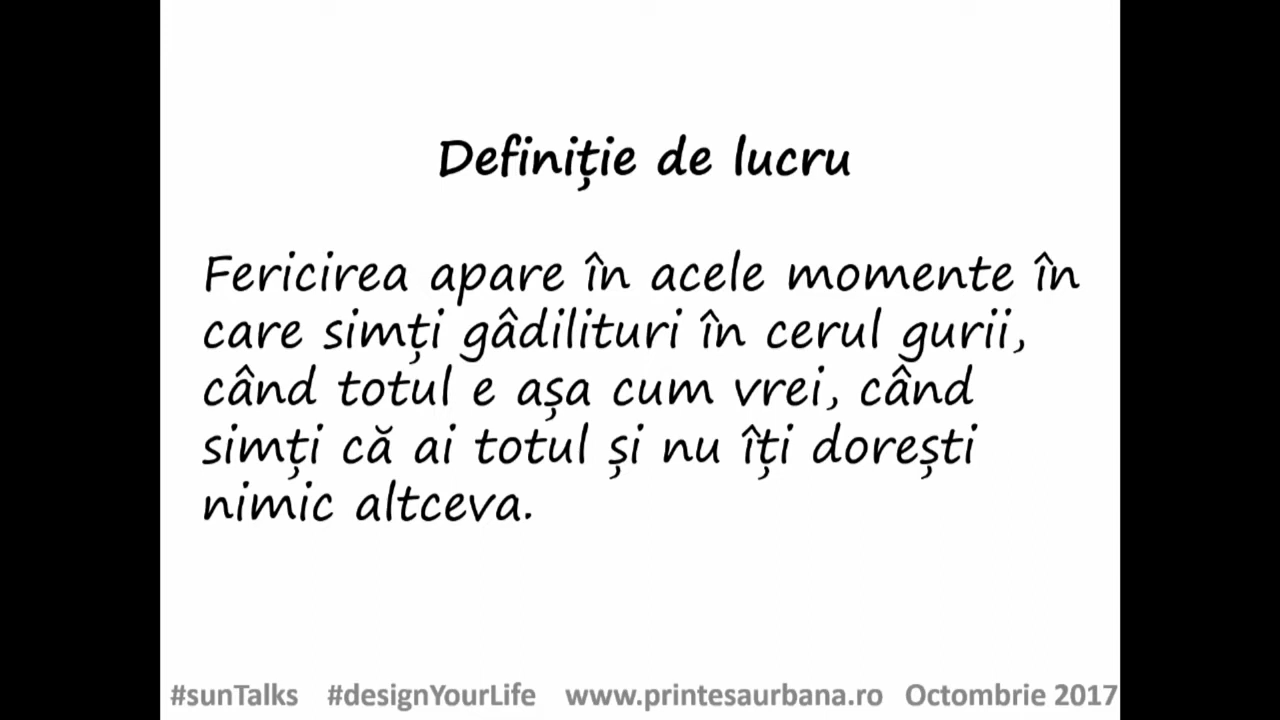 Definiție de lucru
Fericirea apare în acele momente în
care simți gâdilituri în cerul gurii,
când totul e așa cum vrei, când
simți că ai totul și nu îți dorești
nimic altceva.
#sunTalks #designYourLife www.printesaurbana.ro Octombrie 2017